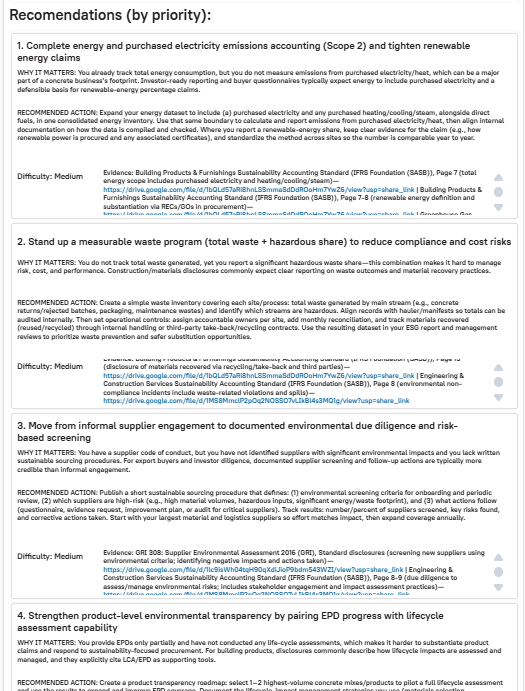 Recomendations (by priority):
1. Complete energy and purchased electricity emissions accounting (Scope 2) and tighten renewable
energy claims
WHY IT MATTERS: You already track total energy consumption, but you do not measure emissions from purchased electricity/heat, which can be a major
part of a concrete business's footprint. Investor-ready reporting and buyer questionnaires typically expect energy to include purchased electricity and a
defensible basis for renewable-energy percentage claims.
RECOMMENDED ACTION: Expand your energy dataset to include (a) purchased electricity and any purchased heating/cooling/steam, alongside direct
fuels, in one consolidated energy inventory. Use that same boundary to calculate and report emissions from purchased electricity/heat, then align internal
documentation on how the data is compiled and checked. Where you report a renewable-energy share, keep clear evidence for the claim (e.g., how
renewable power is procured and any associated certificates), and standardize the method across sites so the number is comparable year to year.
Difficulty: Medium
Evidence: Building Products & Furnishings Sustainability Accounting Standard (IFRS Foundation (SASB)), Page 7 (total
energy scope includes purchased electricity and heating/cooling/steam)—
| Building Products &
Furnishings Sustainability Accounting Standard (IFRS Foundation (SASB)), Page 7-8 (renewable energy definition and
substantiation via RECs/GOs in procurement)—
2. Stand up a measurable waste program (total waste + hazardous share) to reduce compliance and cost risks
WHY IT MATTERS: You do not track total waste generated, yet you report a significant hazardous waste share—this combination makes it hard to manage
risk, cost, and performance. Construction/materials disclosures commonly expect clear reporting on waste outcomes and material recovery practices.
RECOMMENDED ACTION: Create a simple waste inventory covering each site/process: total waste generated by main stream (e.g., concrete
returns/rejected batches, packaging, maintenance wastes) and identify which streams are hazardous. Align records with hauler/manifests so totals can be
audited internally. Then set operational controls: assign accountable owners per site, add monthly reconciliation, and track materials recovered
(reused/recycled) through internal handling or third-party take-back/recycling contracts. Use the resulting dataset in your ESG report and management
reviews to prioritize waste prevention and safer substitution opportunities.
Difficulty: Medium
(disclosure of materials recovered via recycling/take-back and third parties)—
| Engineering &
Construction Services Sustainability Accounting Standard (IFRS Foundation (SASB)), Page 8 (environmental non-
compliance incidents include waste-related violations and spills)—
3. Move from informal supplier engagement to documented environmental due diligence and risk-
based screening
WHY IT MATTERS: You have a supplier code of conduct, but you have not identified suppliers with significant environmental impacts and you lack written
sustainable sourcing procedures. For export buyers and investor diligence, documented supplier screening and follow-up actions are typically more
credible than informal engagement.
RECOMMENDED ACTION: Publish a short sustainable sourcing procedure that defines: (1) environmental screening criteria for onboarding and periodic
review, (2) which suppliers are high-risk (e.g., high material volumes, hazardous inputs, significant energy/waste footprint), and (3) what actions follow
(questionnaire, evidence request, improvement plan, or audit for critical suppliers). Track results: number/percent of suppliers screened, key risks found,
and corrective actions taken. Start with your largest material and logistics suppliers so effort matches impact, then expand coverage annually.
Difficulty: Medium
Evidence: GRI 308: Supplier Environmental Assessment 2016 (GRI), Standard disclosures (screening new suppliers using
environmental criteria; identifying negative impacts and actions taken)—
| Engineering &
Construction Services Sustainability Accounting Standard (IFRS Foundation (SASB)), Page 8-9 (due diligence to
assess/manage environmental risks; includes stakeholder engagement and impact assessment practices)—
4. Strengthen product-level environmental transparency by pairing EPD progress with lifecycle
assessment capability
WHY IT MATTERS: You provide EPDs only partially and have not conducted any life-cycle assessments, which makes it harder to substantiate product
claims and respond to sustainability-focused procurement. For building products, disclosures commonly describe how lifecycle impacts are assessed and
managed, and they explicitly cite LCA/EPD as supporting tools.
RECOMMENDED ACTION: Create a product transparency roadmap: select 1–2 highest-volume concrete mixes/products to pilot a full lifecycle assessment